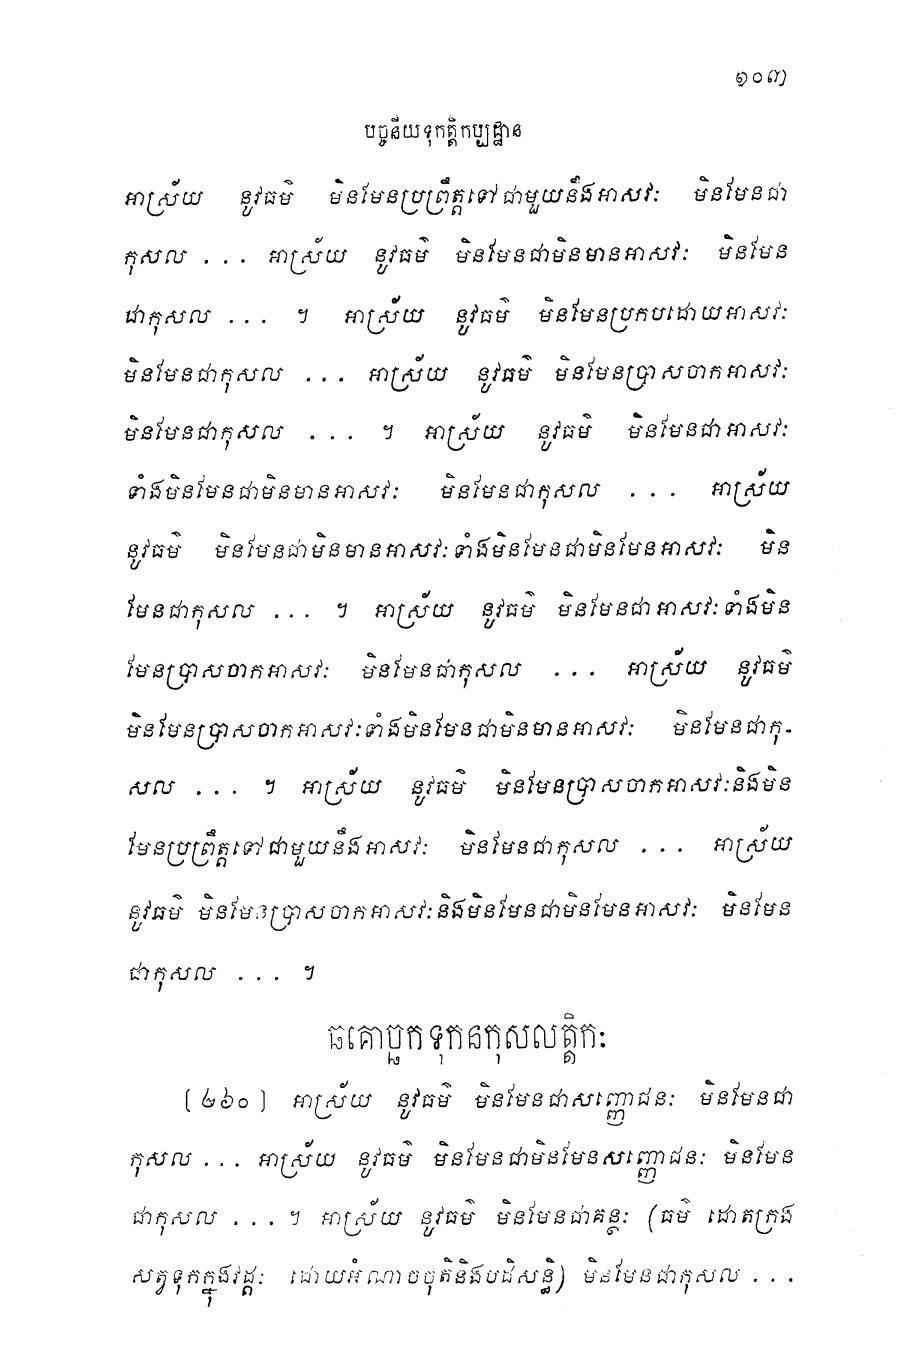 ១០៣
បច្ចនីយទុកត្តិកប្បដ្ឋាន
អាស្រ័យ នូវធម៌ មិនមែនប្រព្រឹត្តទៅជាមួយនឹងអាសវៈ មិនមែនជា
កុសល ... អាស្រ័យ នូវធម៌ មិនមែនជាមិនមានអាសវៈ មិនមែន
ជាកុសល ... ។ អាស្រ័យ នូវធម៌ មិនមែនប្រកបដោយអាសវៈ
មិនមែនជាកុសល ... អាស្រ័យ នូវធម៌ មិនមែនប្រាសចាកអាសវៈ
មិនមែនជាកុសល ... ។ អាស្រ័យ នូវធម៌ មិនមែនជាអាសវៈ
ទាំងមិនមែនជាមិនមានអាសវៈ មិនមែនជាកុសល ... អាស្រ័យ
នូវធម៌ មិនមែនជាមិនមានអាសវៈទាំងមិនមែនជាមិនមែនអាសវៈ មិន
មែនជាកុសល ... ។ អាស្រ័យ នូវធម៌ មិនមែនជាអាសវៈទាំងមិន
មែនប្រាសចាកអាសវៈ មិនមែនជាកុសល ... អាស្រ័យ នូវធម៌
មិនមែនប្រាសចាកអាសវៈទាំងមិនមែនជាមិនមានអាសវៈ មិនមែនជាកុ-
សល ... ។ អាស្រ័យ នូវធម៌ មិនមែនប្រាសចាកអាសវៈនិងមិន
មែនប្រព្រឹត្តទៅជាមួយនឹងអាសវៈ មិនមែនជាកុសល ... អាស្រ័យ
នូវធម៌ មិនមែនប្រាសចាកអាសវៈនិងមិនមែនជាមិនមែនអាសវៈ មិនមែន
ជាកុសល ... ។
ឆគោច្ឆកទុកនកុសលត្តិកៈ
(៤៦០) អាស្រ័យ នូវធម៌ មិនមែនជាសញ្ញោជនៈ មិនមែនជា
កុសល ... អាស្រ័យ នូវធម៌ មិនមែនជាមិនមែនសញ្ញោជនៈ មិនមែន
ជាកុសល ... ។ អាស្រ័យ នូវធម៌ មិនមែនជាគន្ថៈ (ធម៌ ដោតក្រង
សត្វទុកក្នុងវដ្តៈ ដោយអំណាចចុតិនិងបដិសន្ធិ) មិនមែនជាកុសល ...